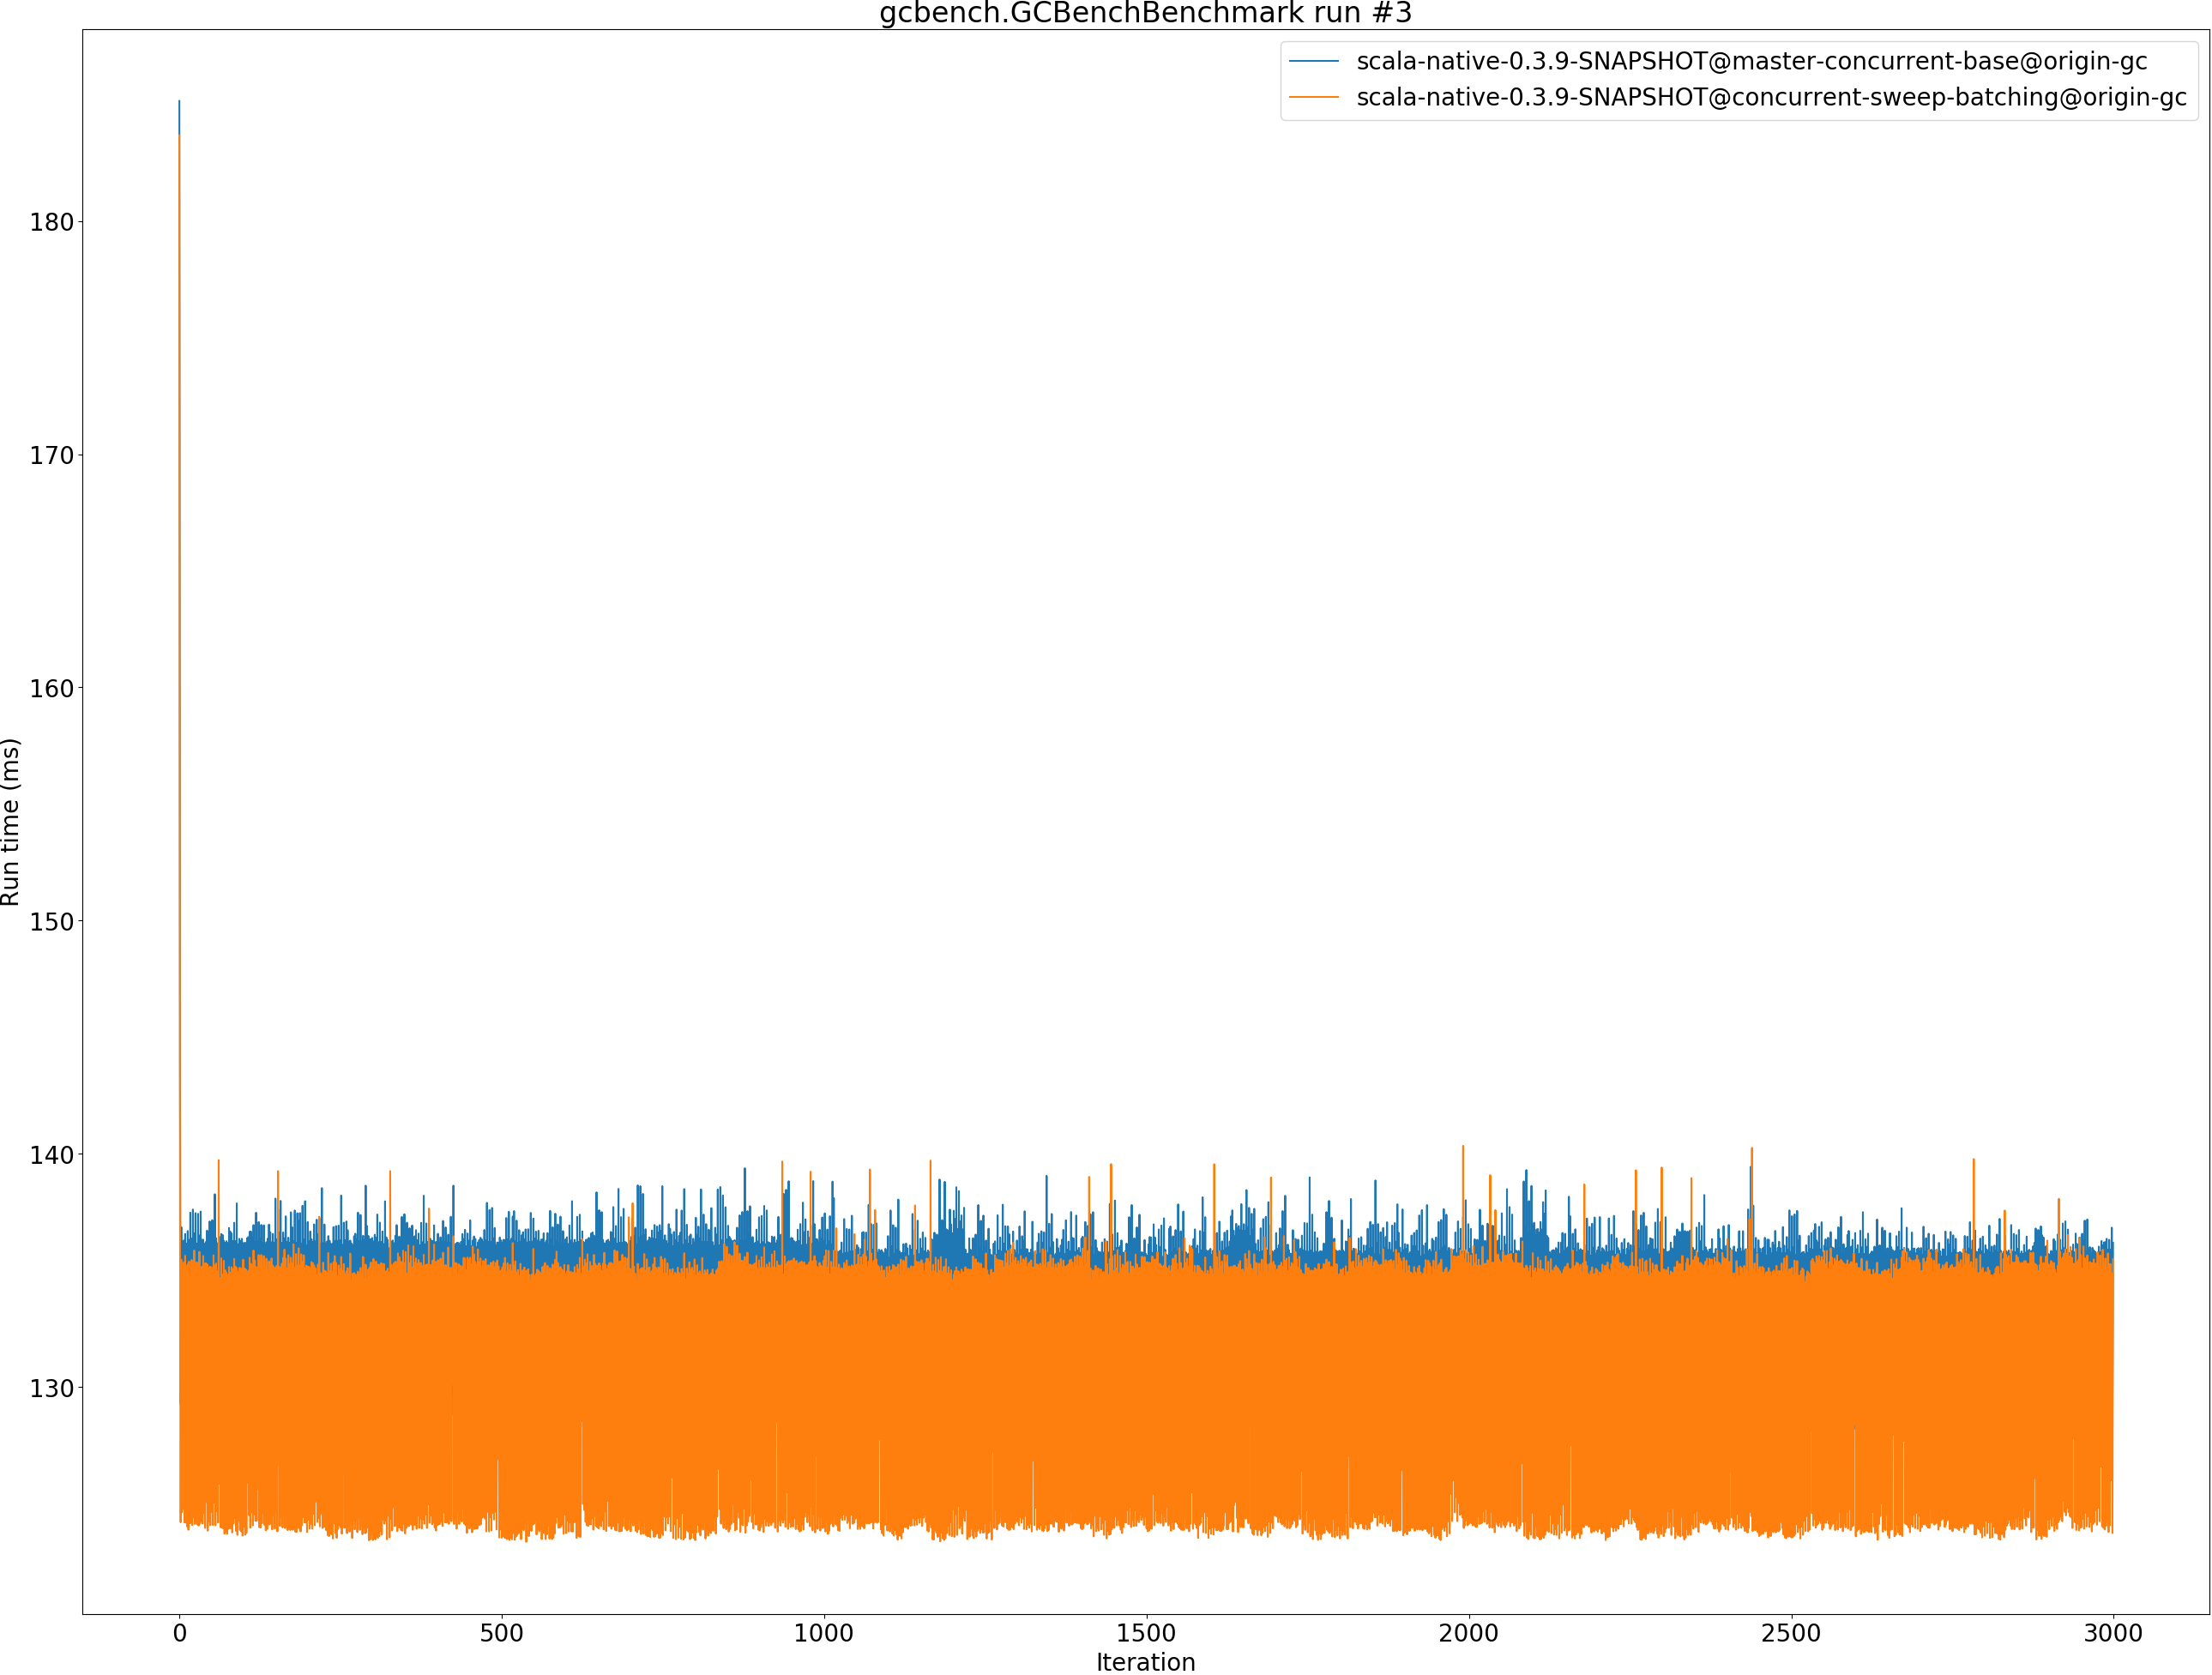 gcbench.GCBenchBenchmark run #3
scala-native-0.3.9-SNAPSHOT@master-concurrent-base@origin-gc
scala-native-0.3.9-SNAPSHOT@concurrent-sweep-batching@origin-gc
180
170
160
150
140
130
Run time (ms)
0 500 1000 1500 2000 2500 3000
Iteration